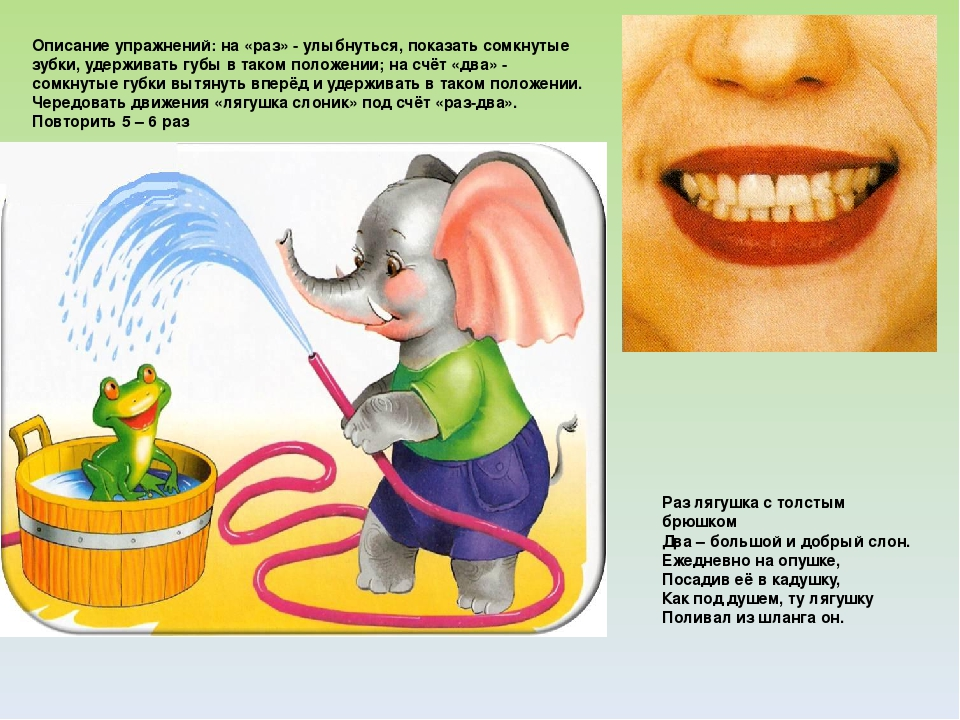 Описание упражнений: на «раз» - улыбнуться, показать сомкнутые
зубки, удерживать губы в таком положении; на счёт «два» -
сомкнутые губки вытянуть вперёд и удерживать в таком положении.
Чередовать движения «лягушка слоник» под счёт «раз-два».
Повторить 5 – 6 раз
Раз лягушка с толстым
брюшком
Два – большой и добрый слон.
Ежедневно на опушке,
Посадив её в кадушку,
Как под душем, ту лягушку
Поливал из шланга он.